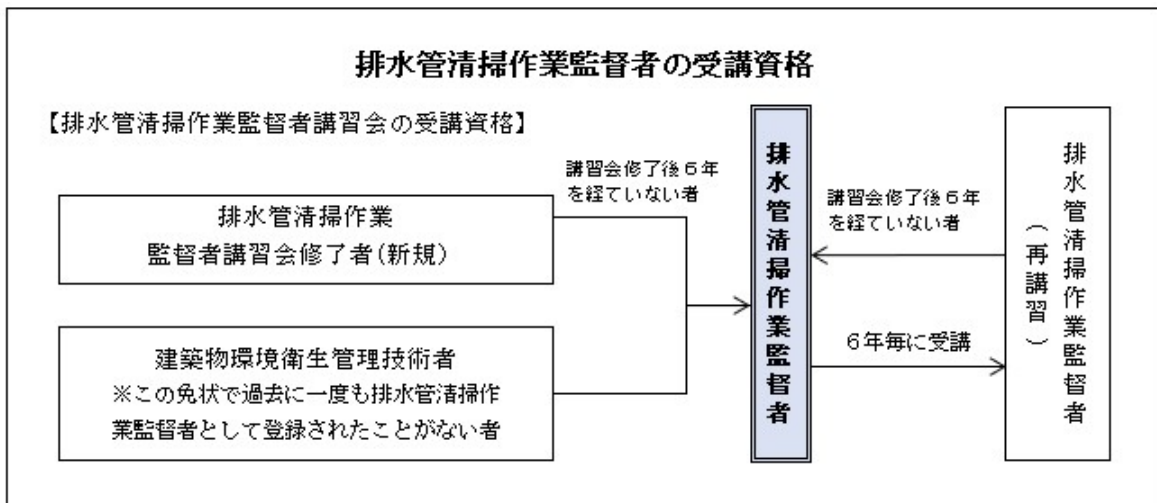 排水管清掃作業監督者の受講資格
【排水管清掃作業監督者講習会の受講資格】
講習会修了後６年
を経ていない者
排水管清掃作業
監督者講習会修了者(新規)
建築物環境衛生管理技術者
※この免状で過去に一度も排水管清掃作
業監督者として登録されたことがない者
排水管清掃作業監督者
講習会修了後６年
を経ていない者
６年毎に受講
排水管清掃作業監督者
（再講習）